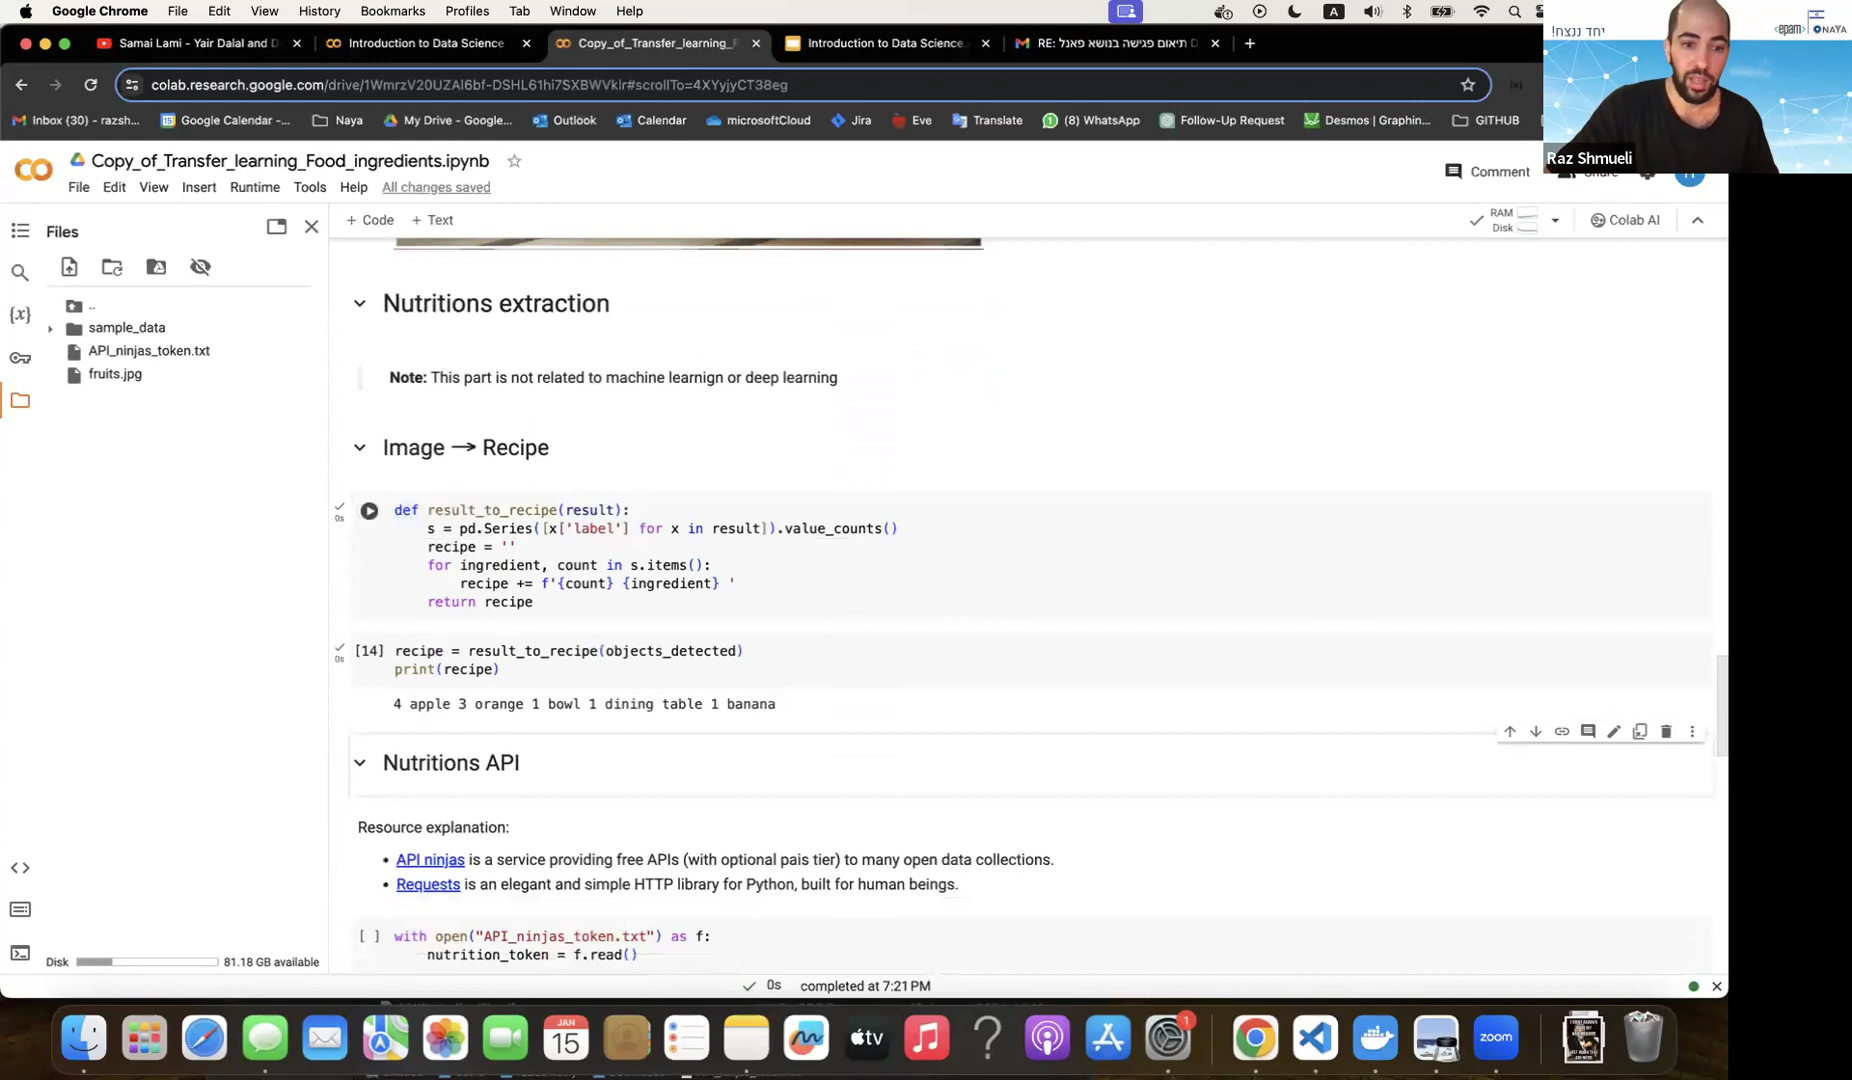 Google Chrome File Edit View History Bookmarks Profiles Tab Window Help
Samai Lami - Yair Dalal and D
Introduction to Data Science
Copy_of_Transfer_learning_F
Introduction to Data Science
RE: תיאום פגישה בנושא פאנל
colab.research.google.com/drive/1WmrzV20UZAI6bf-DSHL61hi7SXBWVklr#scrollTo=4XYyjyCT38eg
Inbox (30) - razsh...
Google Calendar -...
Naya
My Drive - Google...
Outlook
Calendar
microsoftCloud
Jira
Eve
Translate
(8) WhatsApp
Follow-Up Request
Desmos | Graphin...
GITHUB
יחד ננצח!
<epam>
NAYA
Raz Shmueli
Copy_of_Transfer_learning_Food_ingredients.ipynb
File Edit View Insert Runtime Tools Help All changes saved
Comment
Share
Files
+ Code + Text
RAM
Disk
Colab AI
..
sample_data
API_ninjas_token.txt
fruits.jpg
Nutritions extraction
Note: This part is not related to machine learnign or deep learning
Image → Recipe
0s
def result_to_recipe(result):
s = pd.Series([x['label'] for x in result]).value_counts()
recipe = ''
for ingredient, count in s.items():
recipe += f'{count} {ingredient} '
return recipe
0s
[14] recipe = result_to_recipe(objects_detected)
print(recipe)
4 apple 3 orange 1 bowl 1 dining table 1 banana
Nutritions API
Resource explanation:
• API ninjas is a service providing free APIs (with optional pais tier) to many open data collections.
• Requests is an elegant and simple HTTP library for Python, built for human beings.
[ ] with open("API_ninjas_token.txt") as f:
nutrition_token = f.read()
Disk
81.18 GB available
0s completed at 7:21 PM
JAN
15
tv
1
zoom